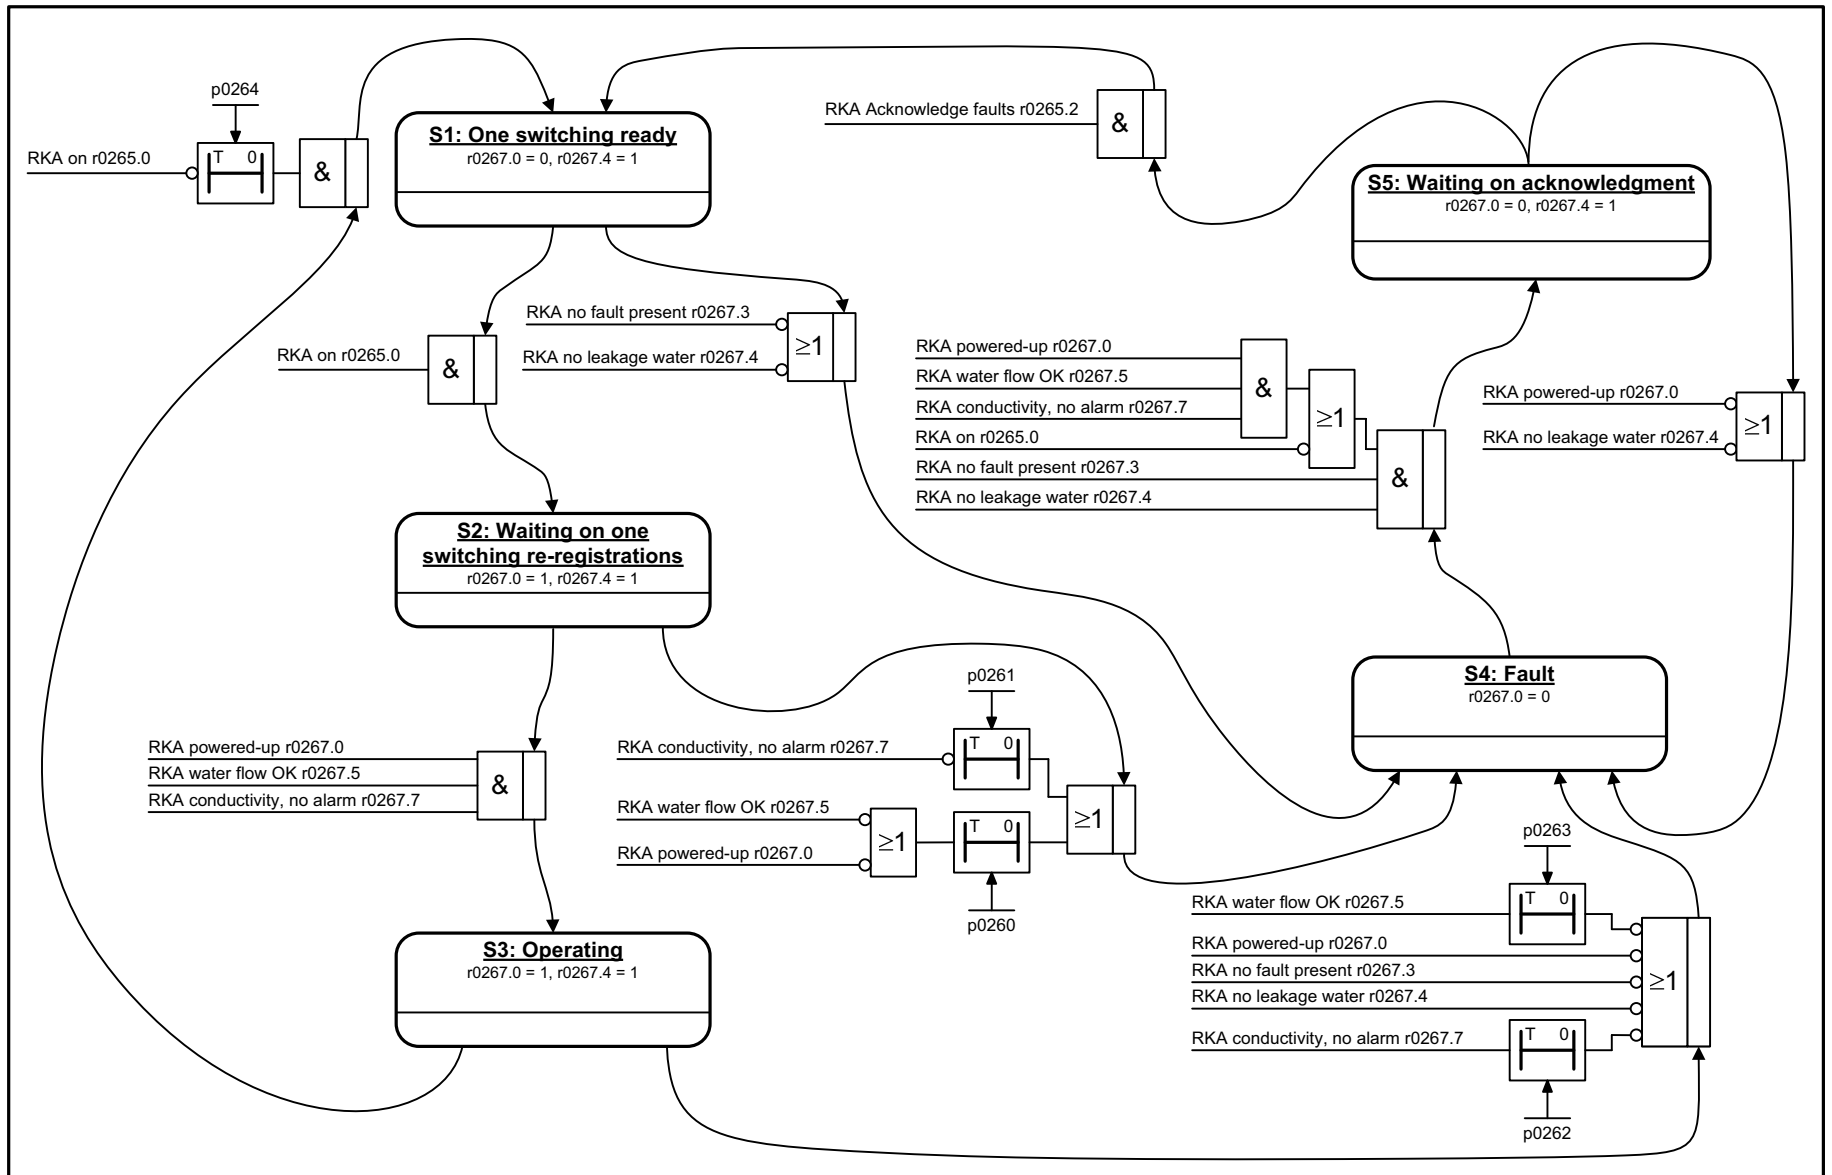 p0264
RKA on r0265.0
T 0
&
S1: One switching ready
r0267.0 = 0, r0267.4 = 1
RKA Acknowledge faults r0265.2
&
S5: Waiting on acknowledgment
r0267.0 = 0, r0267.4 = 1
RKA on r0265.0
&
RKA no fault present r0267.3
RKA no leakage water r0267.4
≥1
RKA powered-up r0267.0
RKA water flow OK r0267.5
RKA conductivity, no alarm r0267.7
RKA on r0265.0
RKA no fault present r0267.3
RKA no leakage water r0267.4
&
≥1
&
RKA powered-up r0267.0
RKA no leakage water r0267.4
≥1
S2: Waiting on one
switching re-registrations
r0267.0 = 1, r0267.4 = 1
S4: Fault
r0267.0 = 0
RKA powered-up r0267.0
RKA water flow OK r0267.5
RKA conductivity, no alarm r0267.7
&
p0261
RKA conductivity, no alarm r0267.7
T 0
RKA water flow OK r0267.5
RKA powered-up r0267.0
≥1
T 0
≥1
p0260
S3: Operating
r0267.0 = 1, r0267.4 = 1
p0263
RKA water flow OK r0267.5
T 0
RKA powered-up r0267.0
RKA no fault present r0267.3
RKA no leakage water r0267.4
≥1
RKA conductivity, no alarm r0267.7
T 0
p0262